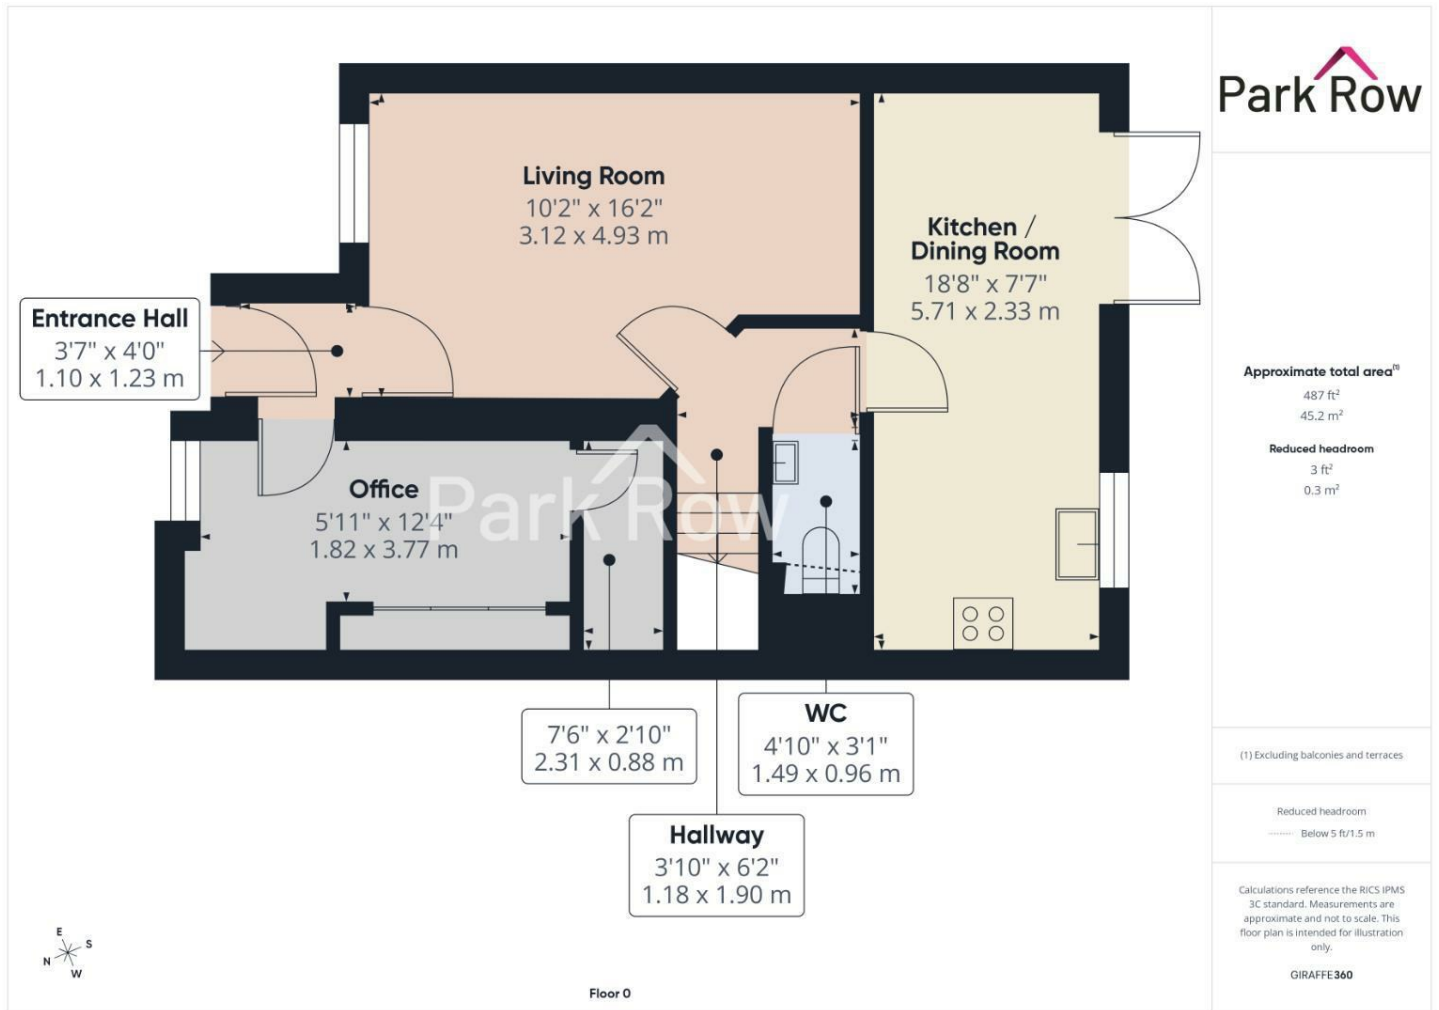 Park Row
Living Room
10'2" x 16'2"
3.12 x 4.93 m
Kitchen /
Dining Room
18'8" x 7'7"
5.71 x 2.33 m
Entrance Hall
3'7" x 4'0"
1.10 x 1.23 m
Office
5'11" x 12'4"
1.82 x 3.77 m
Park Row
7'6" x 2'10"
2.31 x 0.88 m
WC
4'10" x 3'1"
1.49 x 0.96 m
Hallway
3'10" x 6'2"
1.18 x 1.90 m
E
S
N
W
Floor 0
Approximate total area(1)
487 ft²
45.2 m²
Reduced headroom
3 ft²
0.3 m²
(1) Excluding balconies and terraces
Reduced headroom
Below 5 ft/1.5 m
Calculations reference the RICS IPMS
3C standard. Measurements are
approximate and not to scale. This
floor plan is intended for illustration
only.
GIRAFFE360